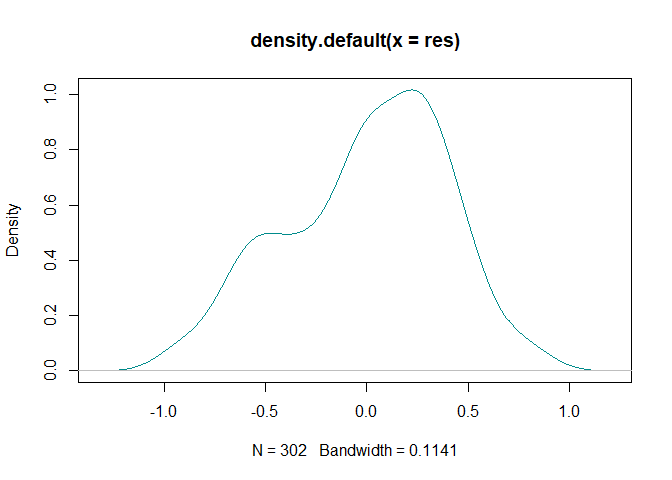 density.default(x = res)
Density
0.0 0.2 0.4 0.6 0.8 1.0
-1.0 -0.5 0.0 0.5 1.0
N = 302 Bandwidth = 0.1141